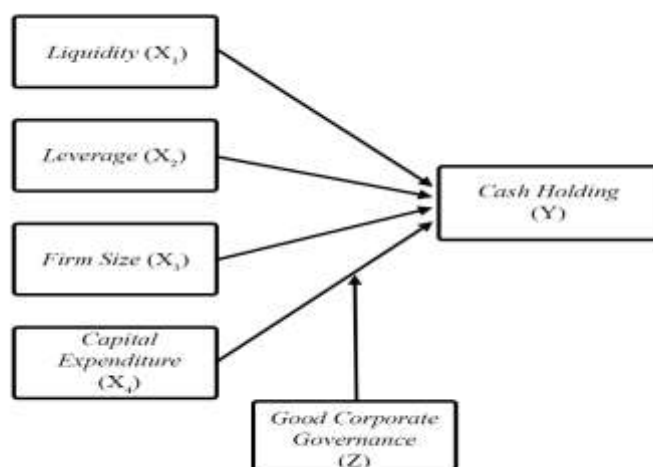 Liquidity (X₁)
Leverage (X₂)
Cash Holding
(Y)
Firm Size (X₃)
Capital
Expenditure
(X₄)
Good Corporate
Governance
(Z)